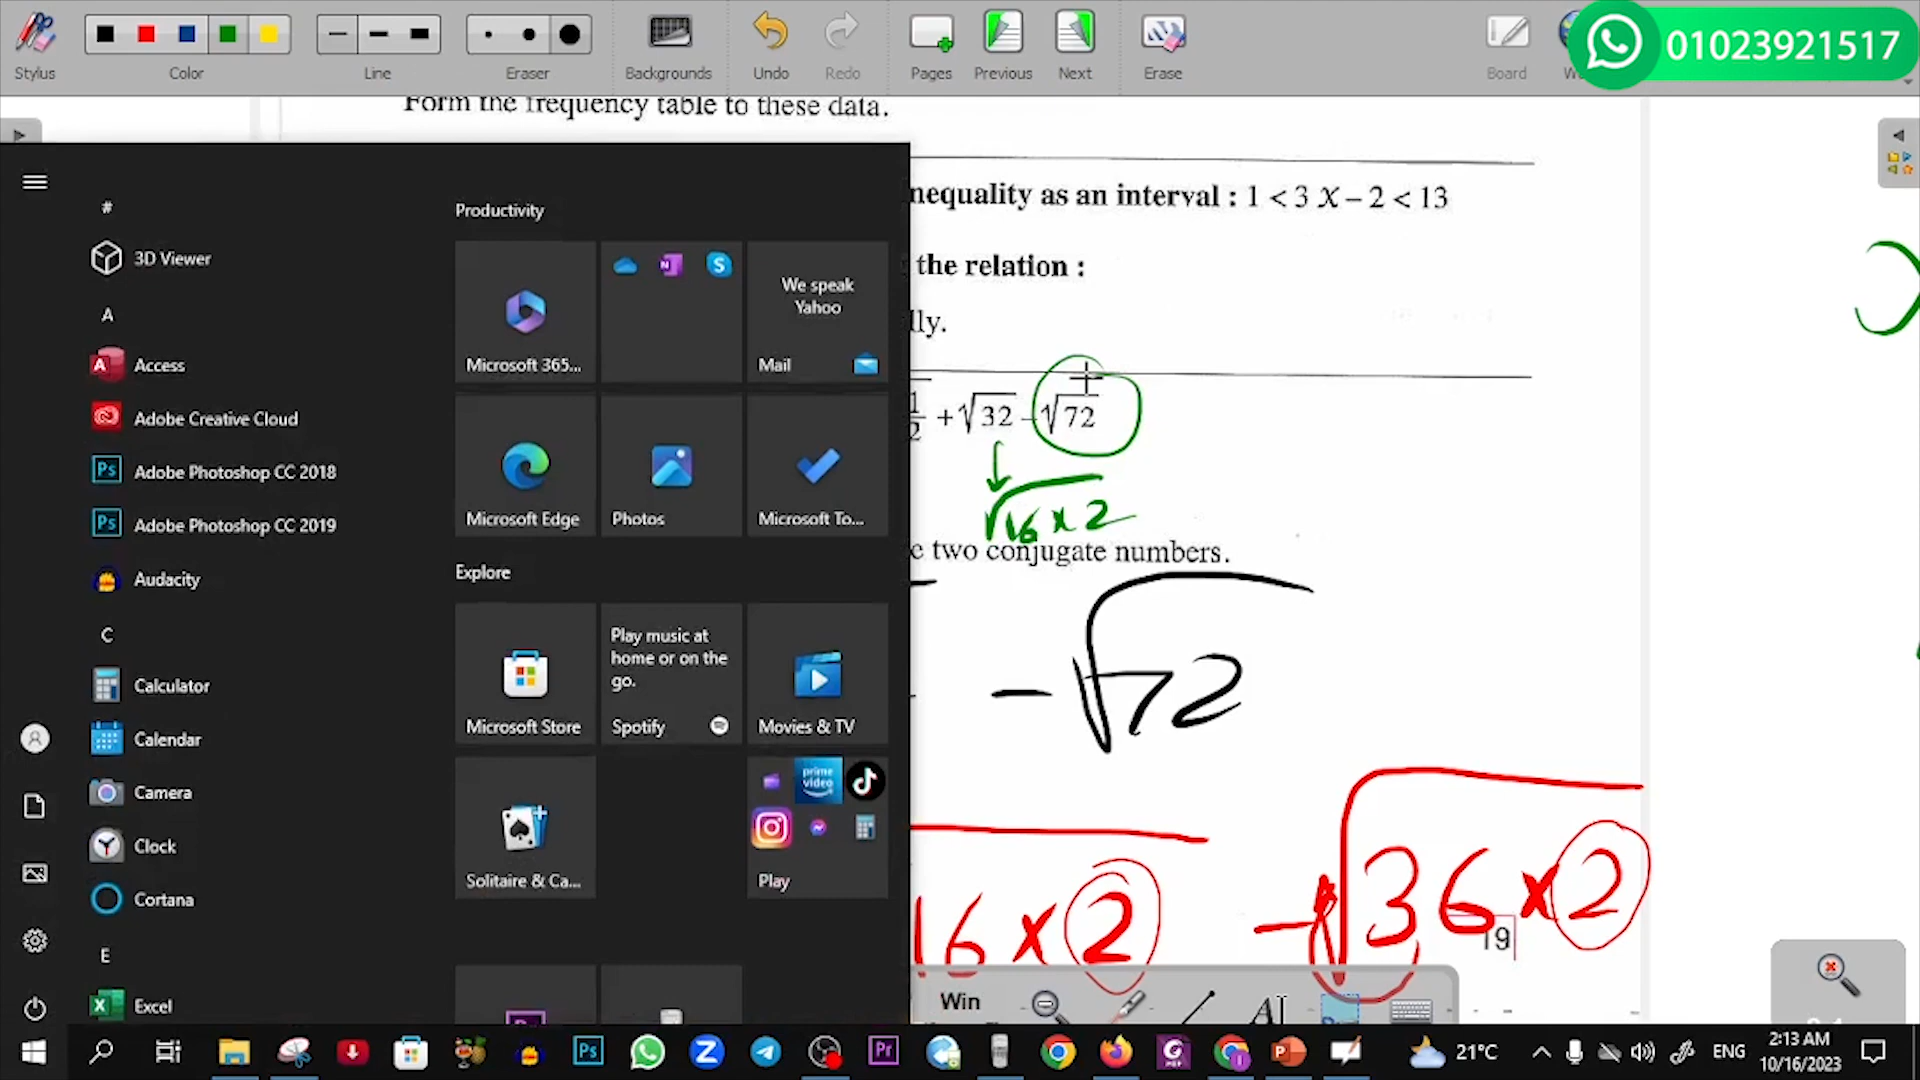 01023921517
Stylus
Color
Line
Eraser
Backgrounds
Undo
Redo
Pages
Previous
Next
Erase
Board
Form the frequency table to these data.
nequality as an interval : 1 < 3 X – 2 < 13
the relation :
lly.
1/2 + √32 – √72
√16 × 2
e two conjugate numbers.
– √72
16 × 2
– √36 × 2
19
#
3D Viewer
A
Access
Adobe Creative Cloud
Adobe Photoshop CC 2018
Adobe Photoshop CC 2019
Audacity
C
Calculator
Calendar
Camera
Clock
Cortana
E
Excel
Productivity
Microsoft 365...
We speak
Yahoo
Mail
Microsoft Edge
Photos
Microsoft To...
Explore
Microsoft Store
Play music at
home or on the
go.
Spotify
Movies & TV
Solitaire & Ca...
prime
video
Play
Win
21°C
ENG
2:13 AM
10/16/2023